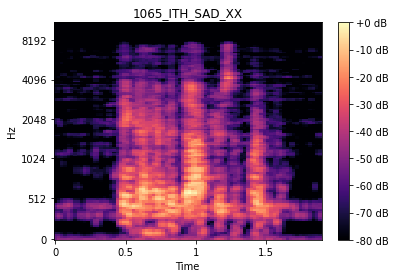 1065_ITH_SAD_XX
+0 dB
8192
-10 dB
4096
-20 dB
-30 dB
2048
Hz
-40 dB
1024
-50 dB
512
-60 dB
-70 dB
0
-80 dB
0
0.5
1
1.5
Time